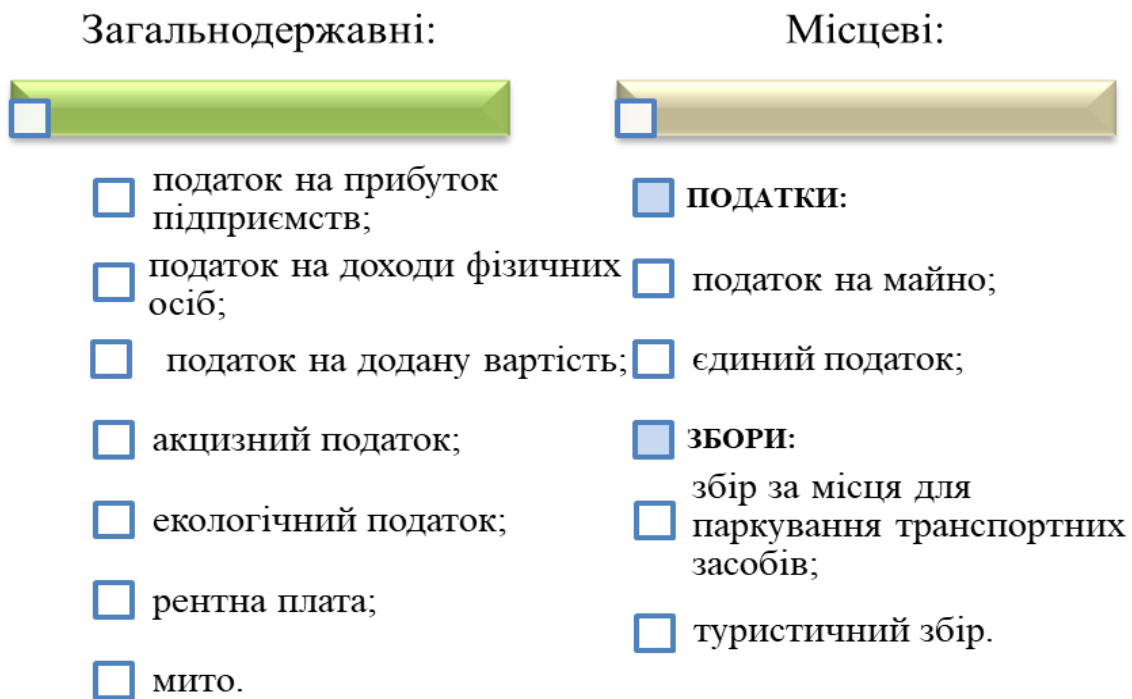 Загальнодержавні:
податок на прибуток
підприємств;
податок на доходи фізичних
осіб;
податок на додану вартість;
акцизний податок;
екологічний податок;
рентна плата;
мито.
Місцеві:
ПОДАТКИ:
податок на майно;
єдиний податок;
ЗБОРИ:
збір за місця для
паркування транспортних
засобів;
туристичний збір.